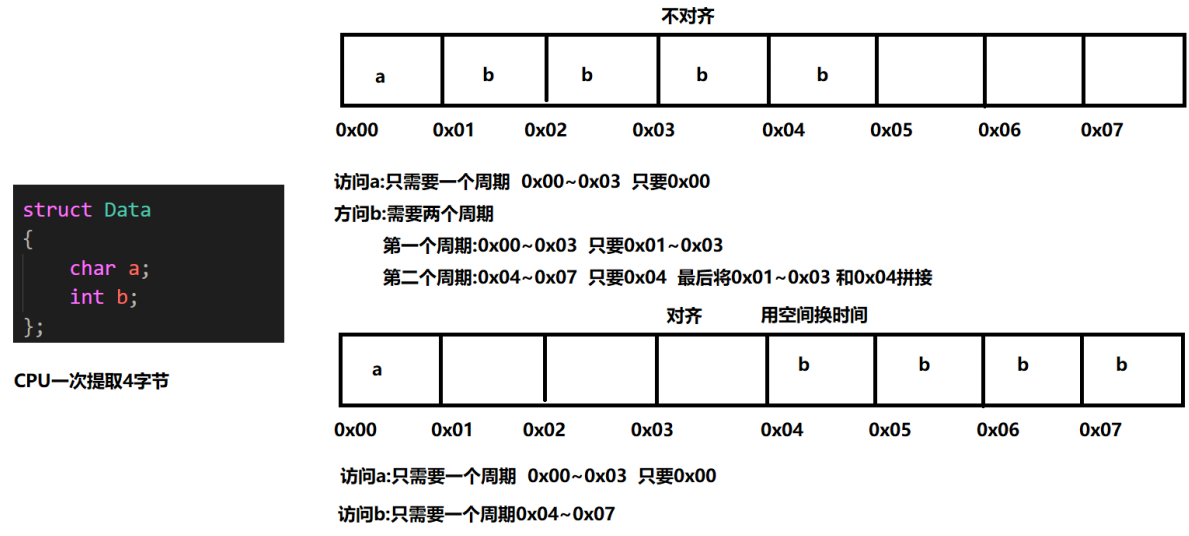 不对齐
a b b b b
0x00 0x01 0x02 0x03 0x04 0x05 0x06 0x07
访问a:只需要一个周期 0x00~0x03 只要0x00
方问b:需要两个周期
第一个周期:0x00~0x03 只要0x01~0x03
第二个周期:0x04~0x07 只要0x04 最后将0x01~0x03 和0x04拼接
struct Data
{
char a;
int b;
};
CPU一次提取4字节
对齐 用空间换时间
a b b b b
0x00 0x01 0x02 0x03 0x04 0x05 0x06 0x07
访问a:只需要一个周期 0x00~0x03 只要0x00
访问b:只需要一个周期0x04~0x07